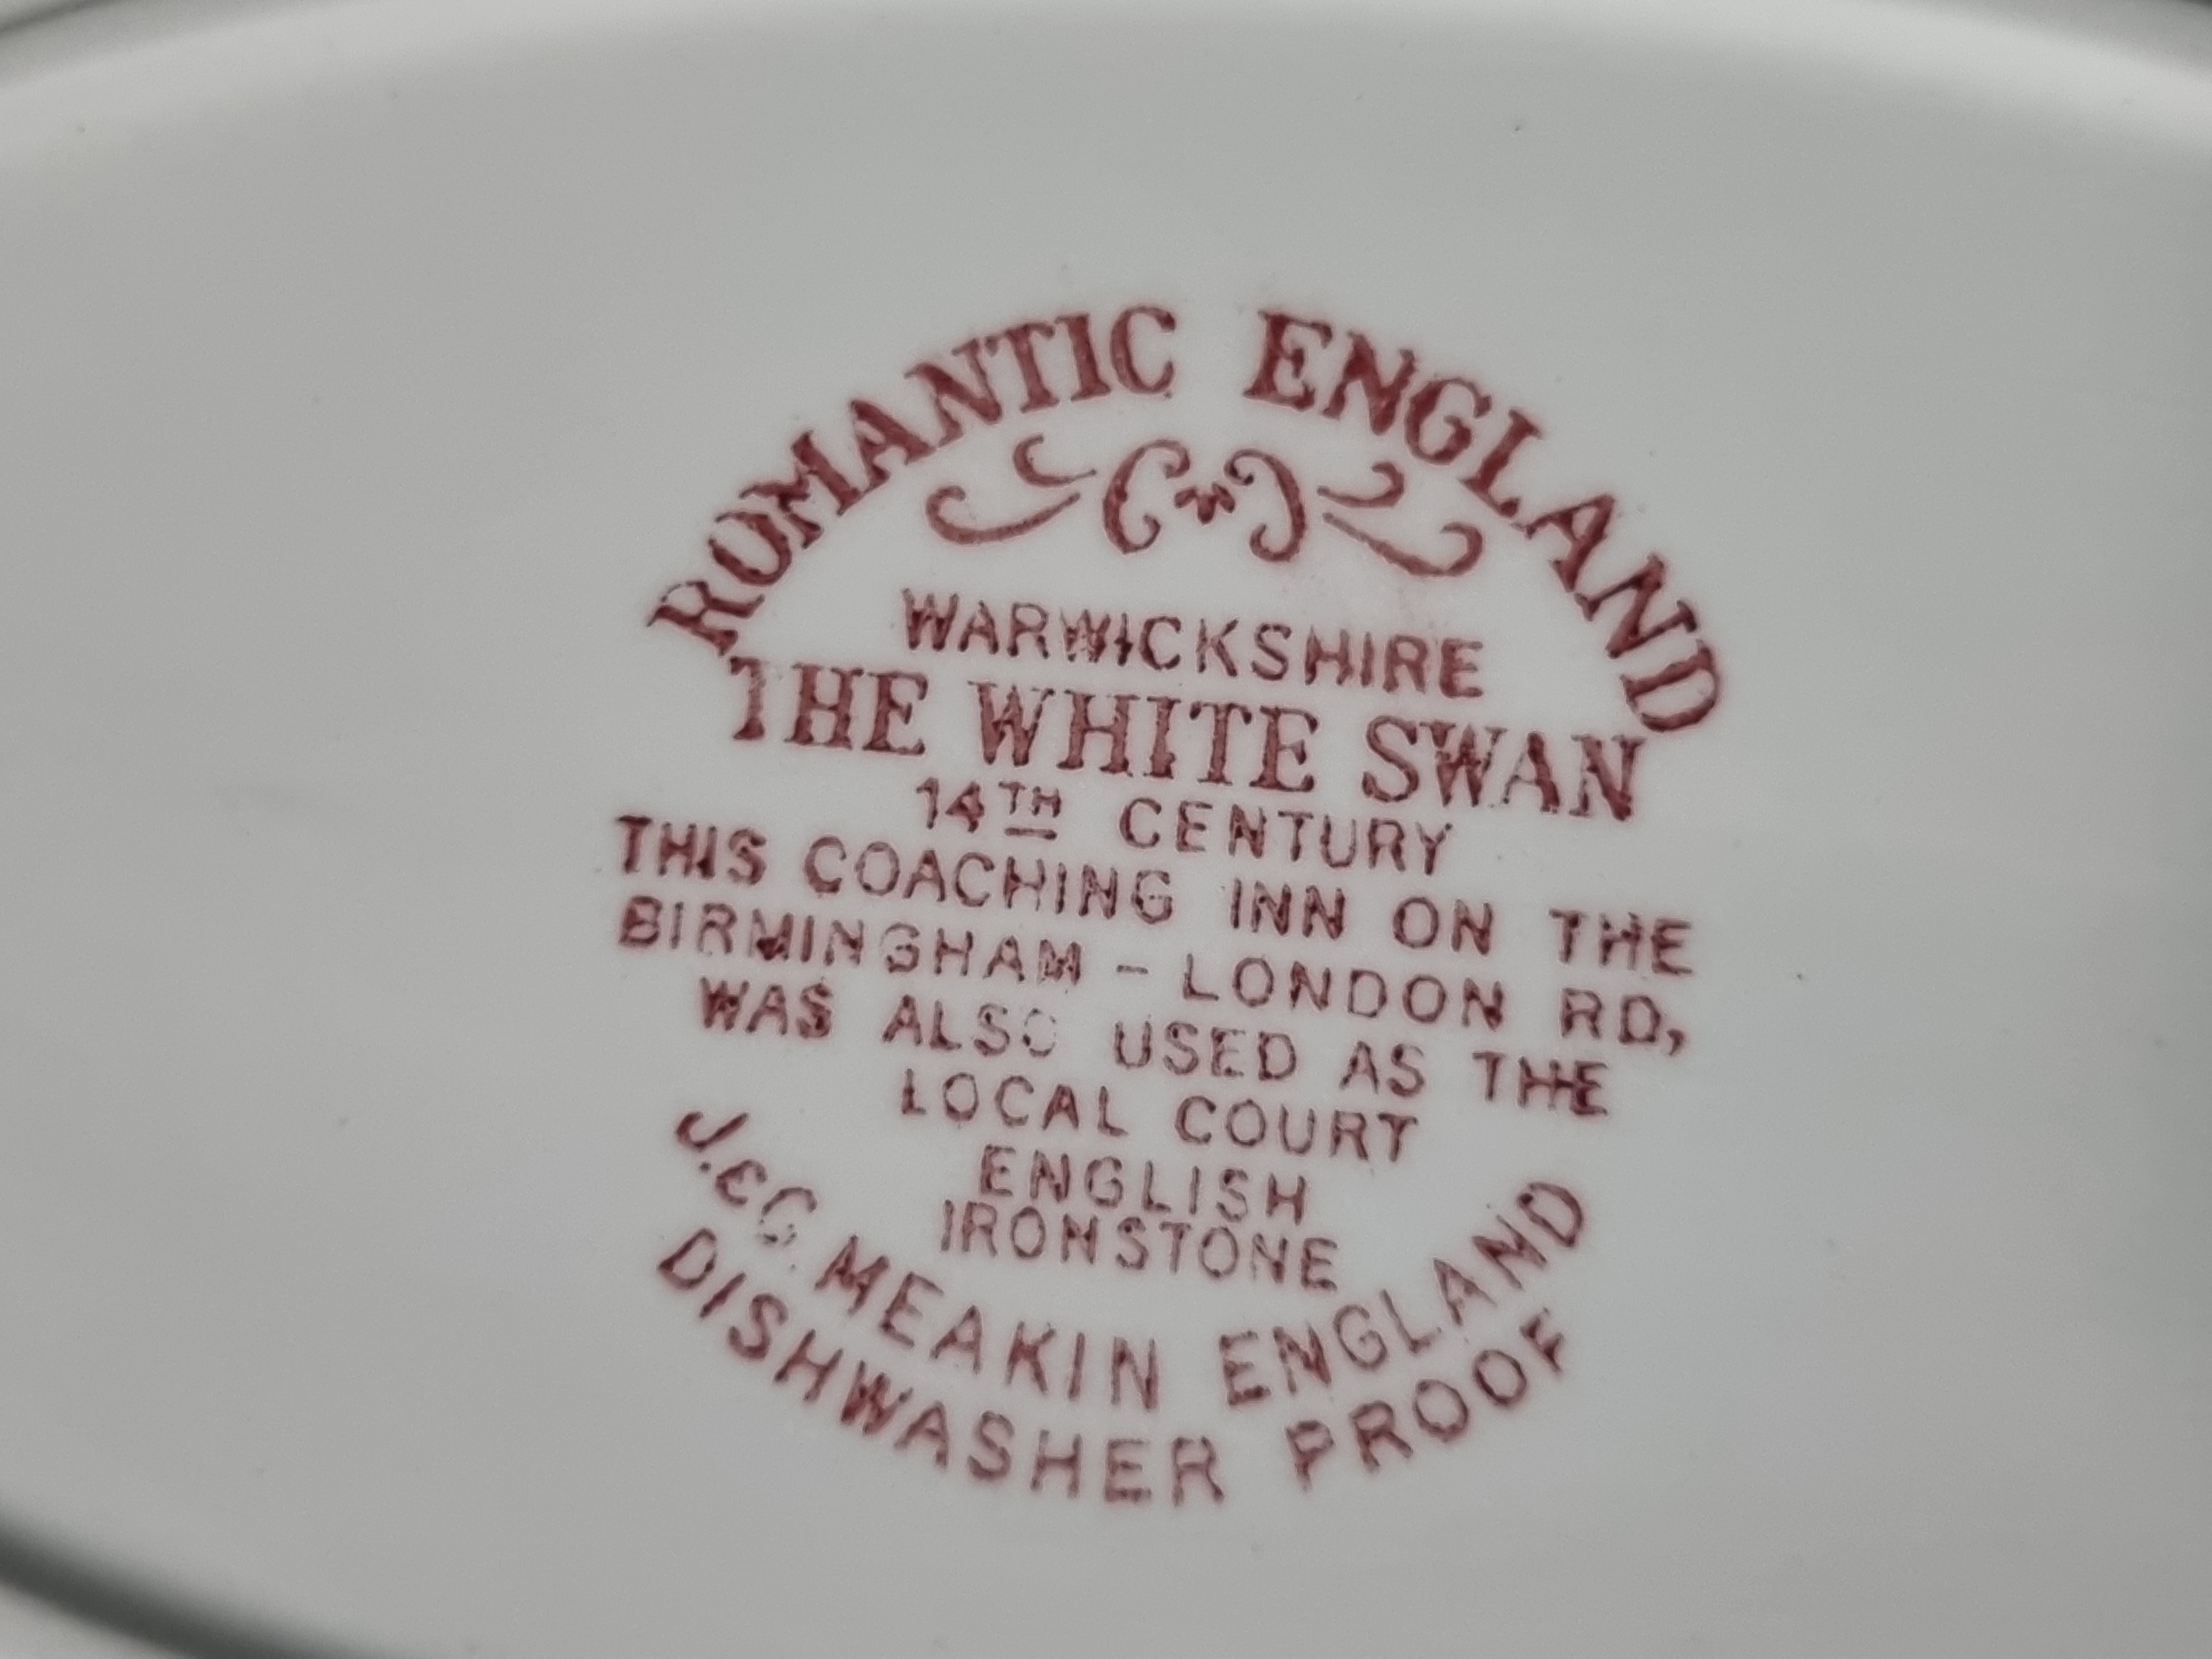 ROMANTIC ENGLAND
WARWICKSHIRE
THE WHITE SWAN
14TH CENTURY
THIS COACHING INN ON THE
BIRMINGHAM - LONDON RD,
WAS ALSO USED AS THE
LOCAL COURT
ENGLISH
IRONSTONE
J.&G. MEAKIN ENGLAND
DISHWASHER PROOF